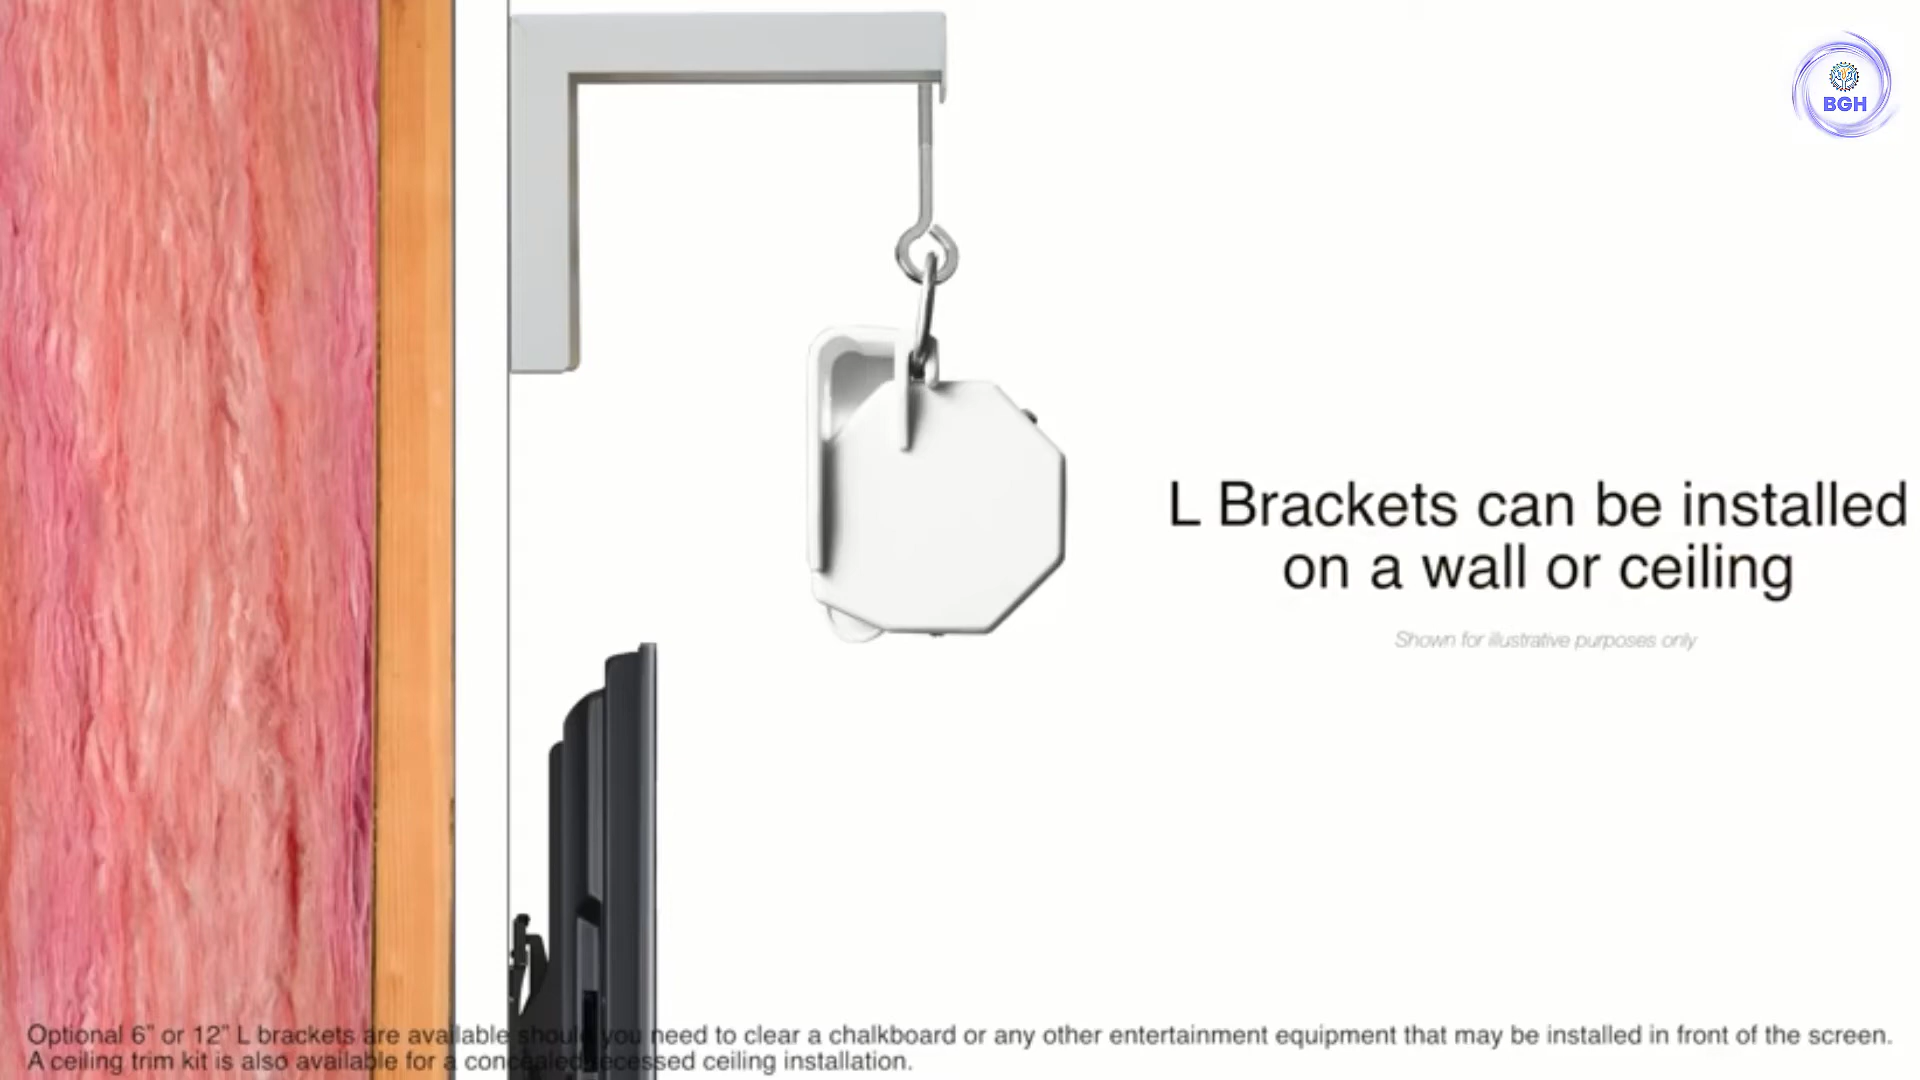 BGH
L Brackets can be installed
on a wall or ceiling
Shown for illustrative purposes only
Optional 6" or 12" L brackets are available should you need to clear a chalkboard or any other entertainment equipment that may be installed in front of the screen.
A ceiling trim kit is also available for a concealed recessed ceiling installation.